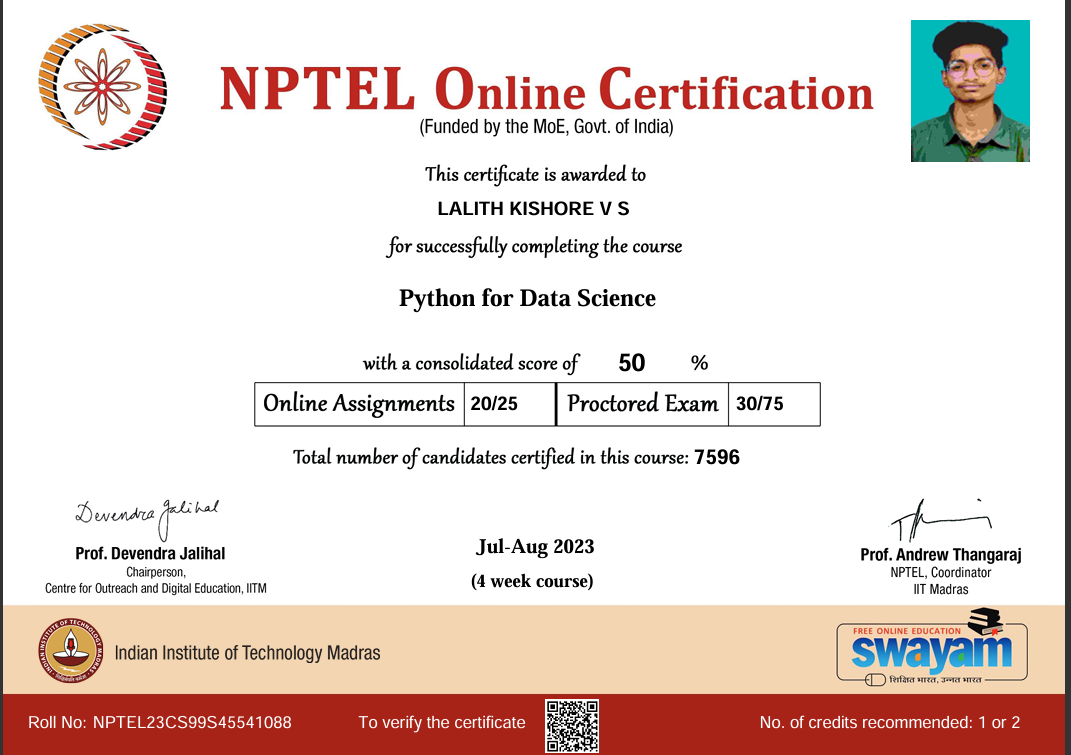 NPTEL Online Certification
(Funded by the MoE, Govt. of India)
This certificate is awarded to
LALITH KISHORE V S
for successfully completing the course
Python for Data Science
with a consolidated score of 50 %
Online Assignments 20/25 Proctored Exam 30/75
Total number of candidates certified in this course: 7596
Devendra Jalihal
Prof. Devendra Jalihal
Chairperson,
Centre for Outreach and Digital Education, IITM
Jul-Aug 2023
(4 week course)
Prof. Andrew Thangaraj
NPTEL, Coordinator
IIT Madras
INDIAN INSTITUTE OF TECHNOLOGY MADRAS
Indian Institute of Technology Madras
FREE ONLINE EDUCATION
swayam
शिक्षित भारत, उन्नत भारत
Roll No: NPTEL23CS99S45541088
To verify the certificate
No. of credits recommended: 1 or 2